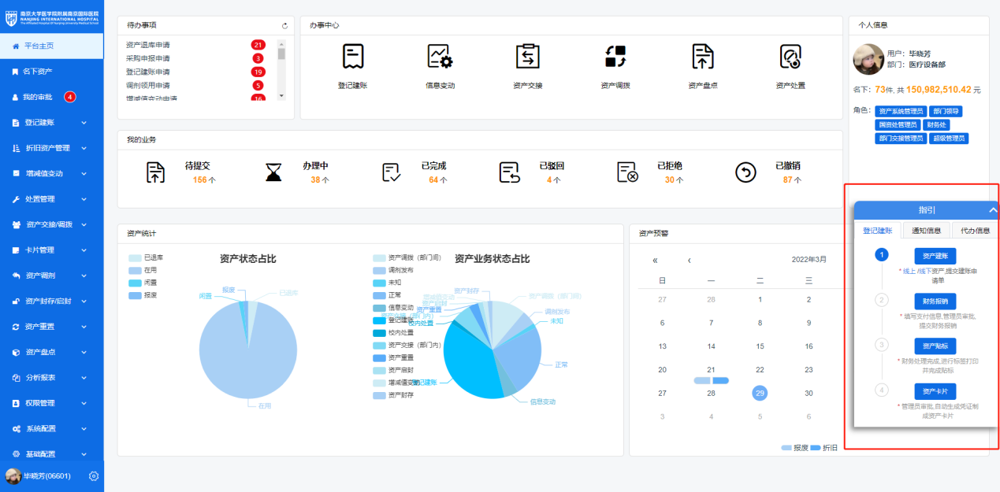 南京大学医学院附属南京国际医院
NANJING INTERNATIONAL HOSPITAL
The Affiliated Hospital Of Nanjing University Medical School
平台主页
名下资产
我的审批 4
登记建账
折旧资产管理
增减值变动
处置管理
资产交接/调拨
卡片管理
资产调剂
资产封存/启封
资产重置
资产盘点
分析报表
权限管理
系统配置
基础配置
毕晓芳(06601)
待办事项
资产退库申请 21
采购申报申请 3
登记建账申请 19
调剂领用申请 5
增减值变动申请 16
办事中心
登记建账
信息变动
资产交接
资产调拨
资产盘点
资产处置
我的业务
待提交
156 个
办理中
38 个
已完成
64 个
已驳回
4 个
已拒绝
30 个
已撤销
87 个
个人信息
用户: 毕晓芳
部门: 医疗设备部
名下: 73件, 共 150,982,510.42 元
角色: 资产系统管理员 部门领导
国资处管理员 财务处
部门交接管理员 超级管理员
资产统计
资产状态占比
已退库
在用
闲置
报废
报废
已退库
闲置
在用
资产业务状态占比
资产调拨（部门间）
调剂发布
未知
正常
信息变动
登记建账
校内处置
资产交接（部门内）
资产重置
资产启封
增减值变动
资产封存
资产封存
增减值变动
资产启封
资产重置
资产交接（部门内）
校内处置
登记建账
资产调拨（部门间）
调剂发布
未知
正常
信息变动
资产预警
« ‹ 2022年3月
日 一 二 三
27 28 1 2
6 7 8 9
13 14 15 16
20 21 22 23
27 28 29 30
3 4 5 6
报废 折旧
指引
登记建账 通知信息 代办信息
1 资产建账
* 线上 /线下资产,提交建账申
请单
2 财务报销
* 填写支付信息,管理员审批,
提交财务报销
3 资产贴标
* 财务处理完成,进行标签打印
并完成贴标
4 资产卡片
* 管理员审批,自动生成凭证制
成资产卡片